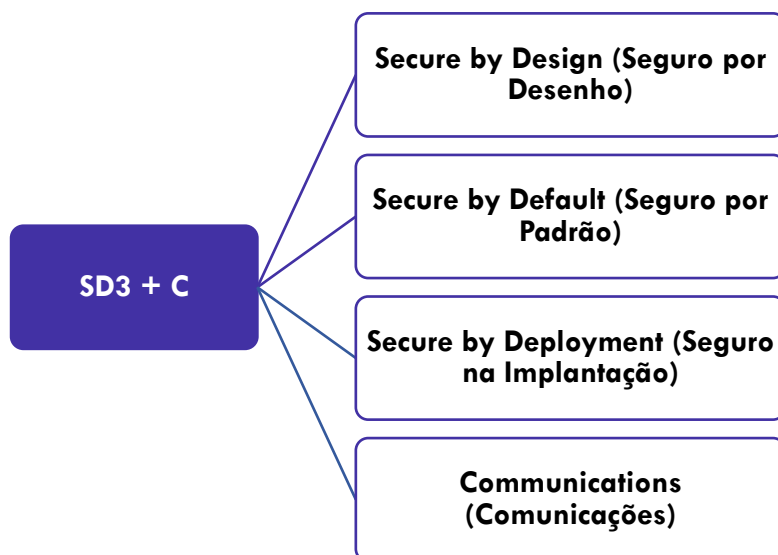 Secure by Design (Seguro por
Desenho)
Secure by Default (Seguro por
Padrão)
SD3 + C
Secure by Deployment (Seguro
na Implantação)
Communications
(Comunicações)